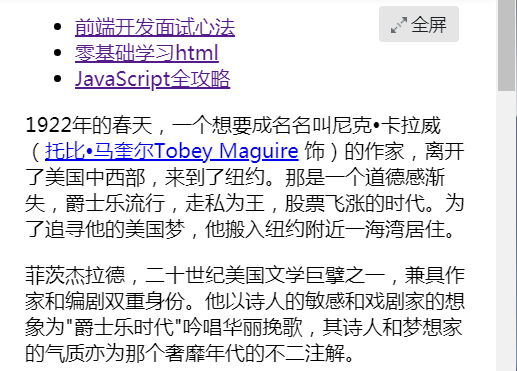 前端开发面试心法
全屏
零基础学习html
JavaScript全攻略
1922年的春天，一个想要成名名叫尼克•卡拉威
（托比•马奎尔Tobey Maguire 饰）的作家，离开
了美国中西部，来到了纽约。那是一个道德感渐
失，爵士乐流行，走私为王，股票飞涨的时代。为
了追寻他的美国梦，他搬入纽约附近一海湾居住。
菲茨杰拉德，二十世纪美国文学巨擘之一，兼具作
家和编剧双重身份。他以诗人的敏感和戏剧家的想
象为"爵士乐时代"吟唱华丽挽歌，其诗人和梦想家
的气质亦为那个奢靡年代的不二注解。